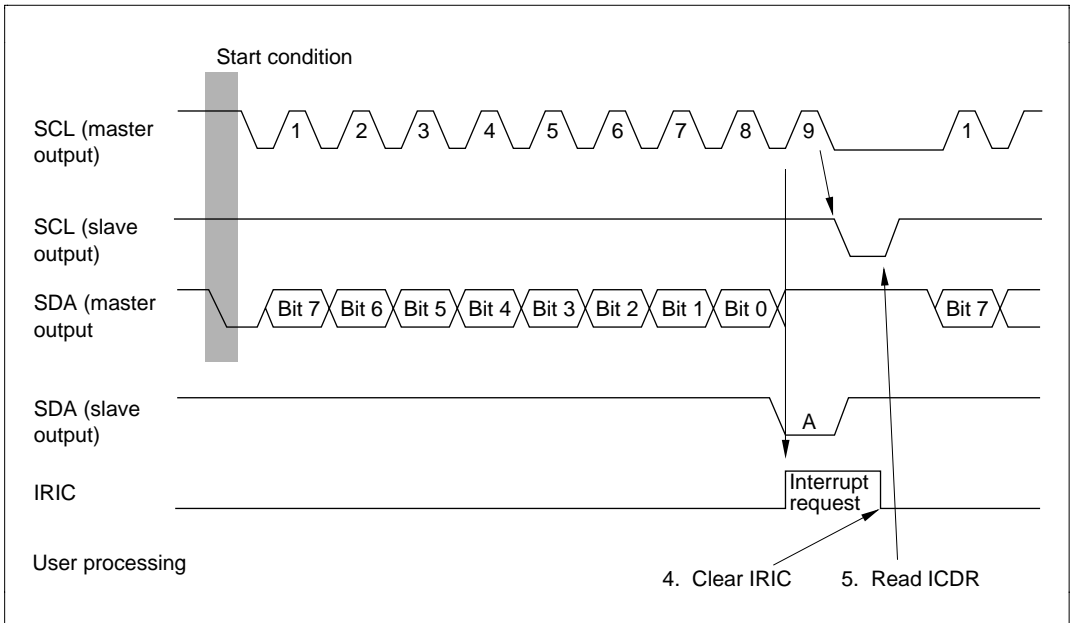 Start condition
SCL (master
output)
1 2 3 4 5 6 7 8 9 1
SCL (slave
output)
SDA (master
output
Bit 7 Bit 6 Bit 5 Bit 4 Bit 3 Bit 2 Bit 1 Bit 0 Bit 7
SDA (slave
output)
A
IRIC
Interrupt
request
User processing
4. Clear IRIC 5. Read ICDR